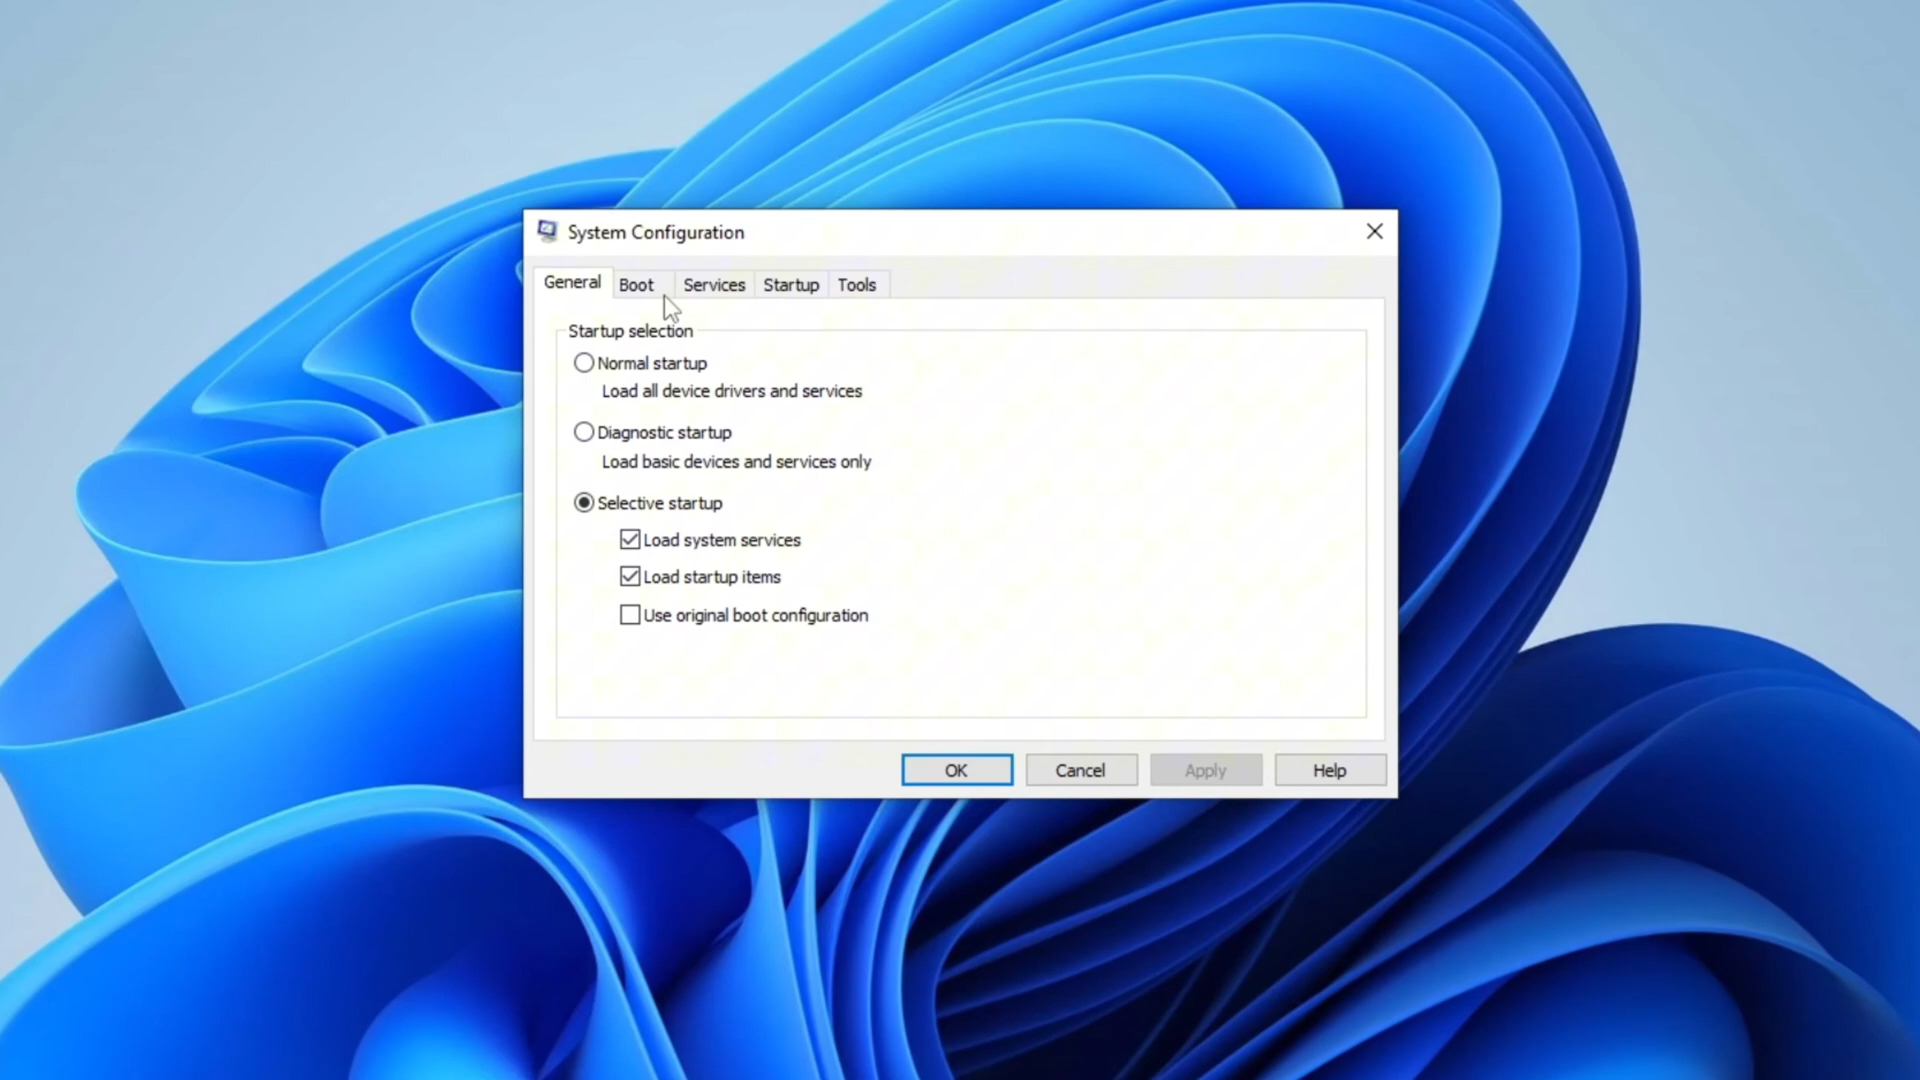 System Configuration
General Boot Services Startup Tools
Startup selection
Normal startup
Load all device drivers and services
Diagnostic startup
Load basic devices and services only
Selective startup
Load system services
Load startup items
Use original boot configuration
OK Cancel Apply Help